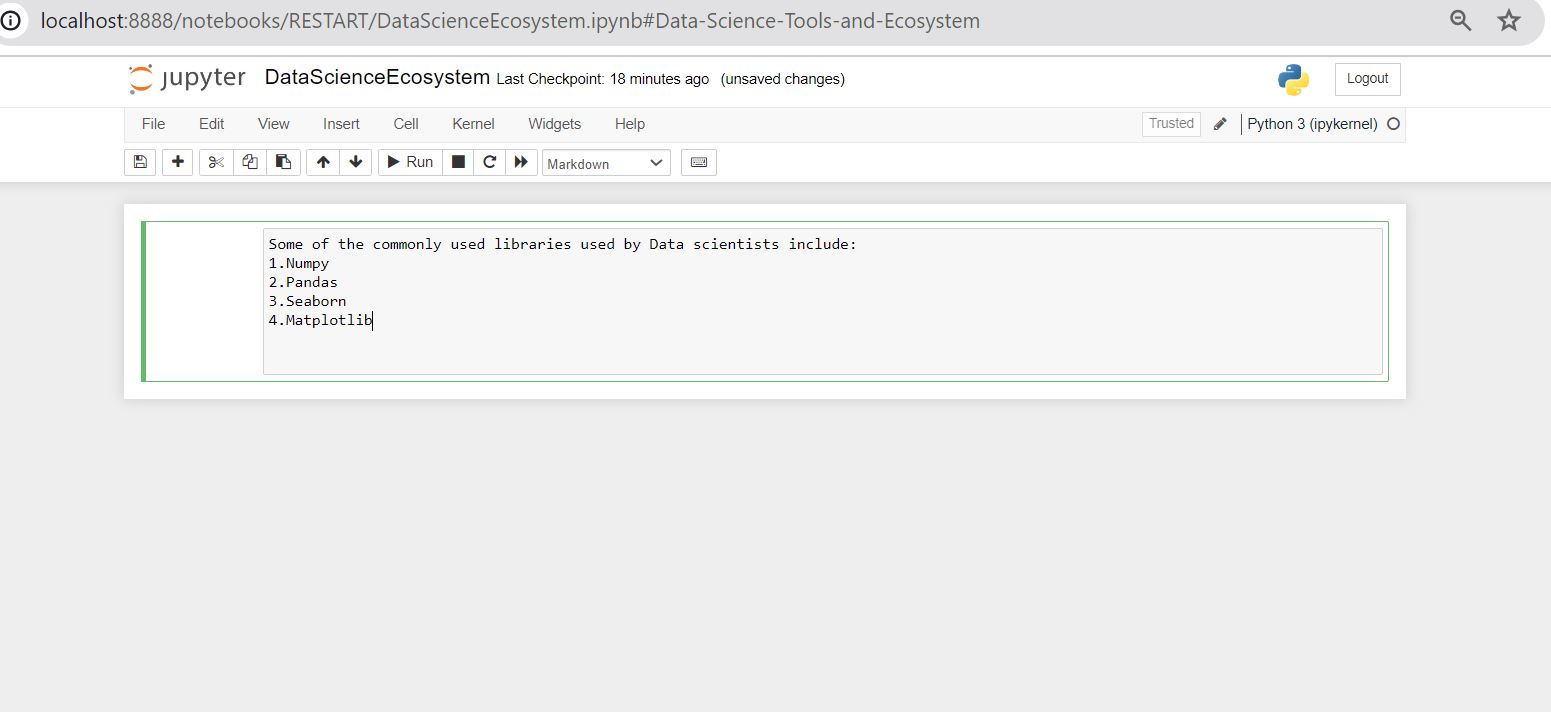 localhost:8888/notebooks/RESTART/DataScienceEcosystem.ipynb#Data-Science-Tools-and-Ecosystem
jupyter DataScienceEcosystem Last Checkpoint: 18 minutes ago (unsaved changes) Logout
File Edit View Insert Cell Kernel Widgets Help Trusted Python 3 (ipykernel)
Run Markdown
Some of the commonly used libraries used by Data scientists include:
1.Numpy
2.Pandas
3.Seaborn
4.Matplotlib